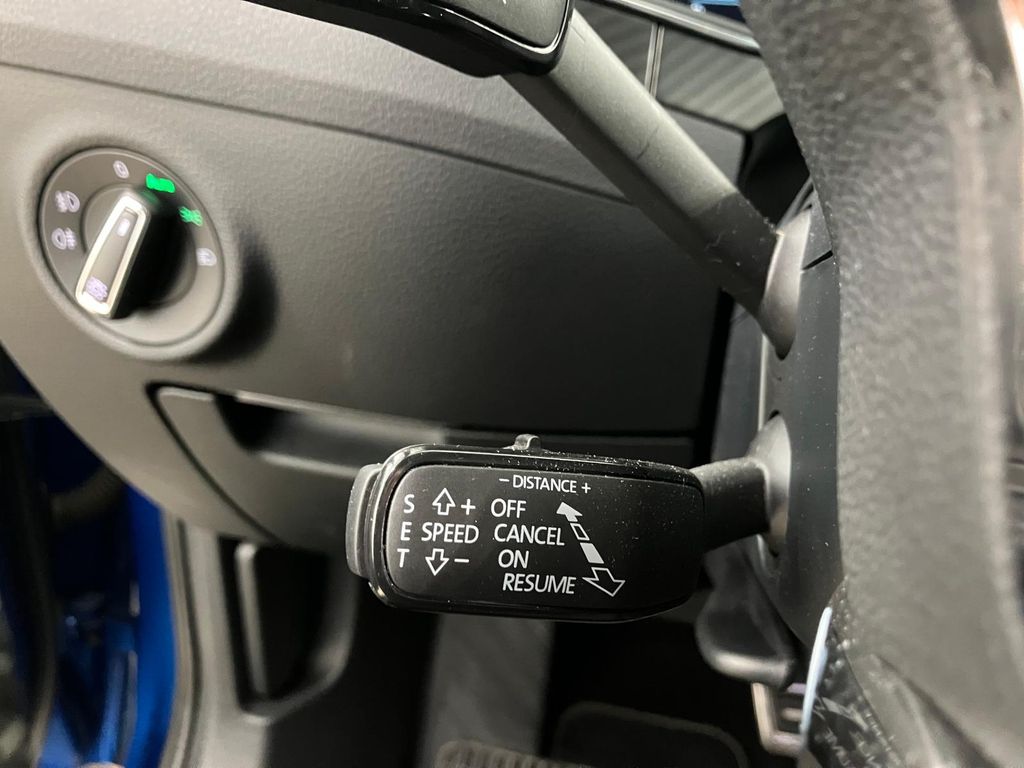 - DISTANCE +
S + OFF
E SPEED CANCEL
T - ON
RESUME